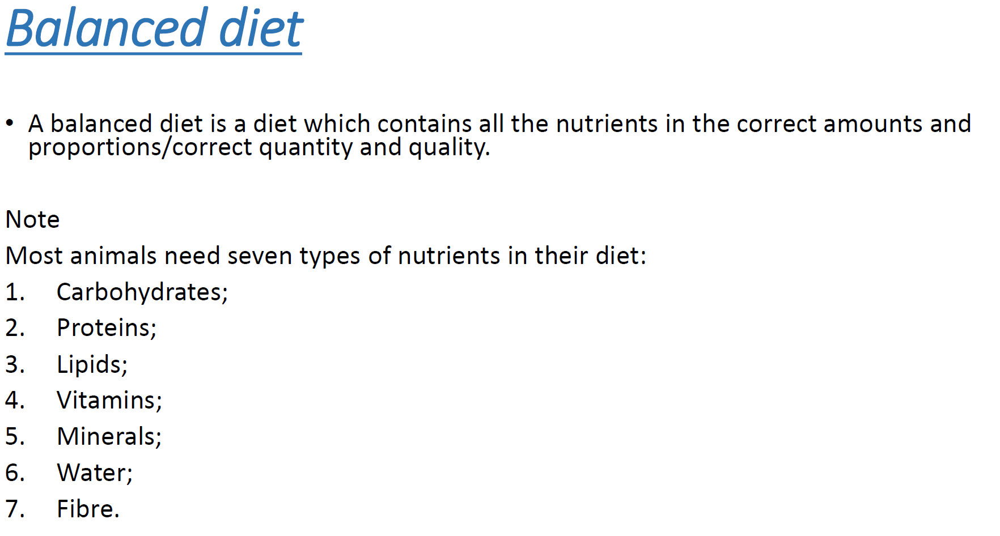 Balanced diet
• A balanced diet is a diet which contains all the nutrients in the correct amounts and
proportions/correct quantity and quality.
Note
Most animals need seven types of nutrients in their diet:
1. Carbohydrates;
2. Proteins;
3. Lipids;
4. Vitamins;
5. Minerals;
6. Water;
7. Fibre.